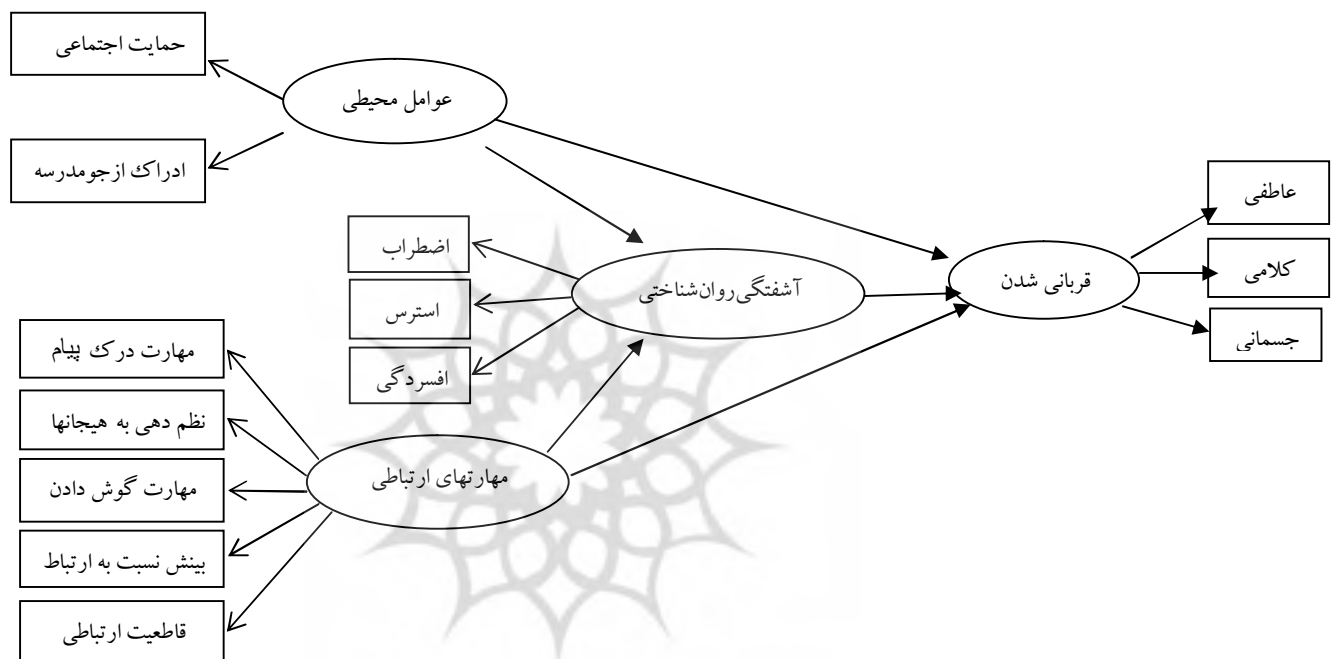 حمایت اجتماعی
عوامل محیطی
ادراک ازجومدرسه
عاطفی
اضطراب
کلامی
قربانی شدن
آشفتگی روان‌شناختی
استرس
جسمانی
مهارت درک پیام
افسردگی
نظم دهی به هیجانها
مهارتهای ارتباطی
مهارت گوش دادن
بینش نسبت به ارتباط
قاطعیت ارتباطی